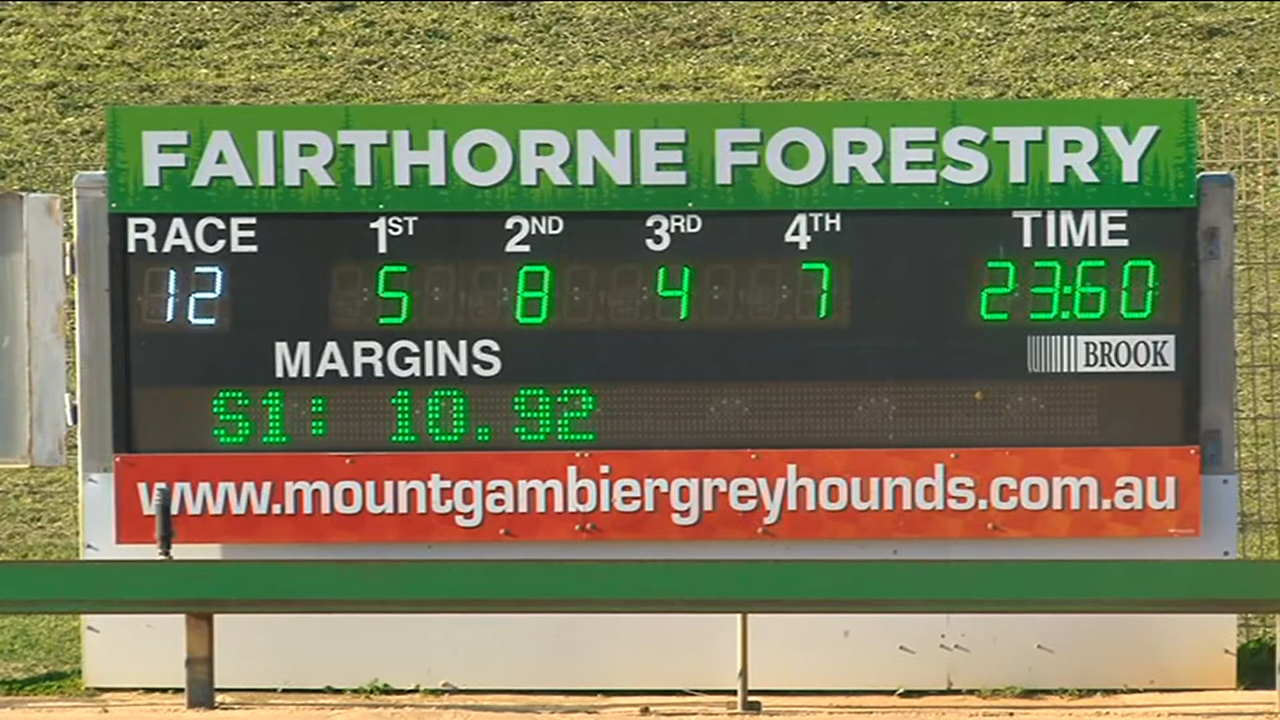 FAIRTHORNE FORESTRY
RACE 1ST 2ND 3RD 4TH TIME
12 5 8 4 7 23:60
MARGINS
BROOK
S1: 10.92
www.mountgambiergreyhounds.com.au